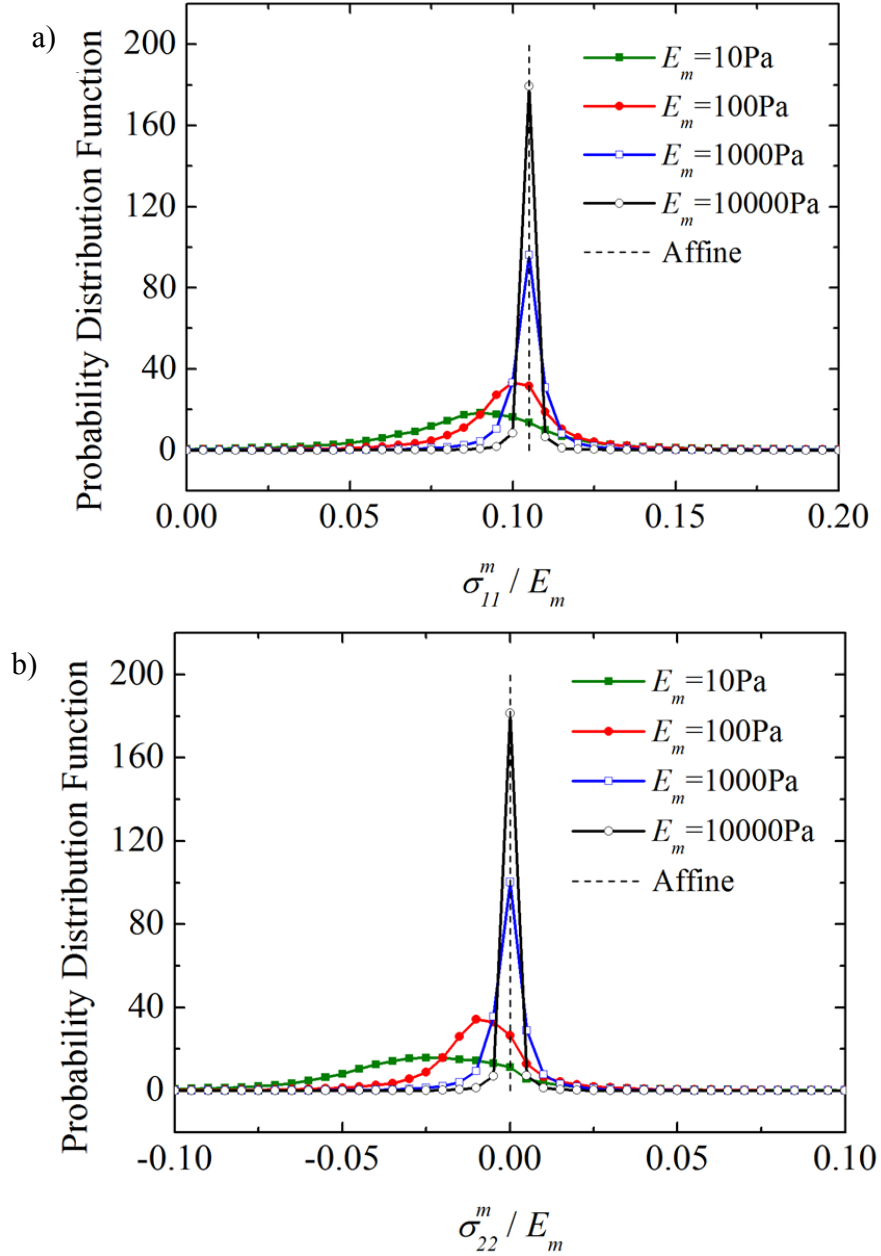 a)
200
160
120
80
40
0
Probability Distribution Function
E_m=10Pa
E_m=100Pa
E_m=1000Pa
E_m=10000Pa
Affine
0.00 0.05 0.10 0.15 0.20
σ_11^m / E_m
b)
200
160
120
80
40
0
Probability Distribution Function
E_m=10Pa
E_m=100Pa
E_m=1000Pa
E_m=10000Pa
Affine
-0.10 -0.05 0.00 0.05 0.10
σ_22^m / E_m